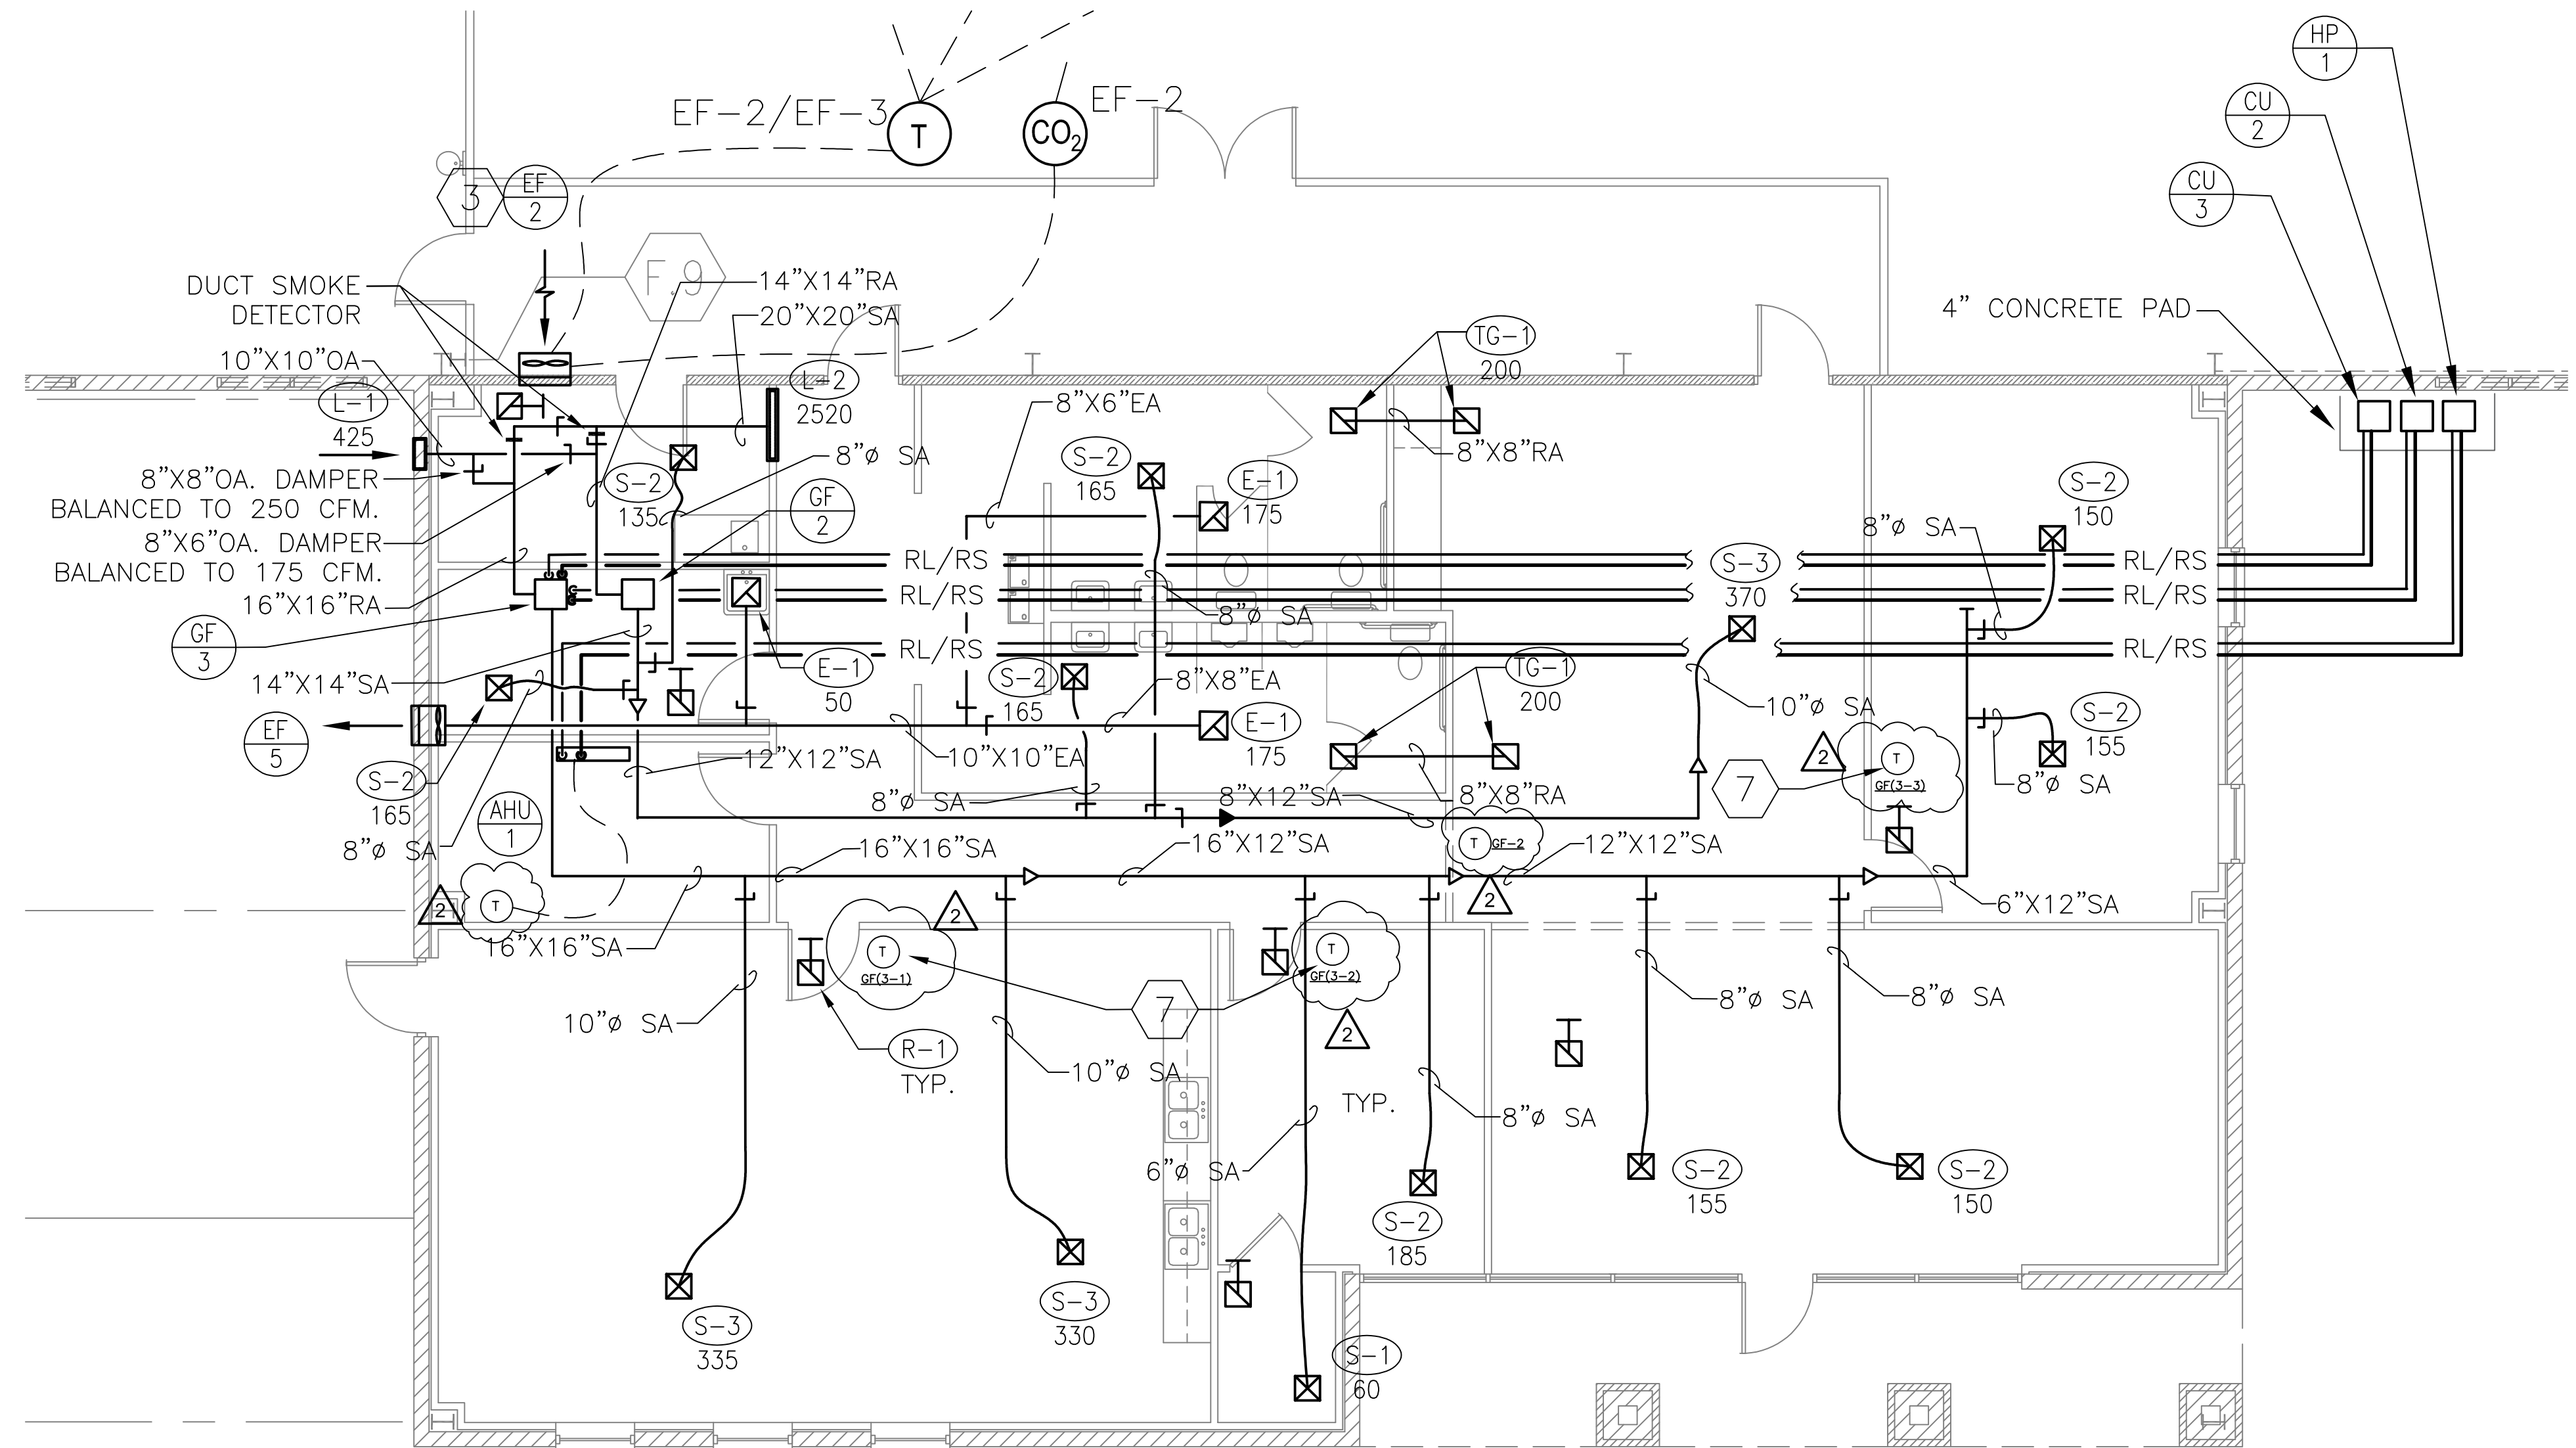 HP
1
CU
2
CU
3
EF-2/EF-3
T
CO2
EF-2
3
EF
2
F.9
DUCT SMOKE
DETECTOR
14"X14"RA
20"X20"SA
4" CONCRETE PAD
10"X10"OA
L-1
425
L-2
2520
TG-1
200
8"X6"EA
8"X8"RA
8"ø SA
S-2
165
E-1
175
S-2
135
GF
2
S-2
150
8"ø SA
8"X8"OA. DAMPER
BALANCED TO 250 CFM.
8"X6"OA. DAMPER
BALANCED TO 175 CFM.
16"X16"RA
RL/RS
RL/RS
RL/RS
S-3
370
RL/RS
RL/RS
RL/RS
8"ø SA
GF
3
14"X14"SA
E-1
50
S-2
165
8"X8"EA
TG-1
200
10"ø SA
S-2
155
EF
5
E-1
175
10"X10"EA
12"X12"SA
S-2
165
8"ø SA
8"X12"SA
8"X8"RA
7
2
T
GF(3-3)
8"ø SA
AHU
1
8"ø SA
16"X16"SA
16"X12"SA
T
GF-2
12"X12"SA
2
T
2
2
6"X12"SA
16"X16"SA
T
GF(3-1)
T
GF(3-2)
7
2
10"ø SA
8"ø SA
8"ø SA
R-1
TYP.
10"ø SA
TYP.
8"ø SA
6"ø SA
S-2
155
S-2
150
S-2
185
S-3
335
S-3
330
S-1
60